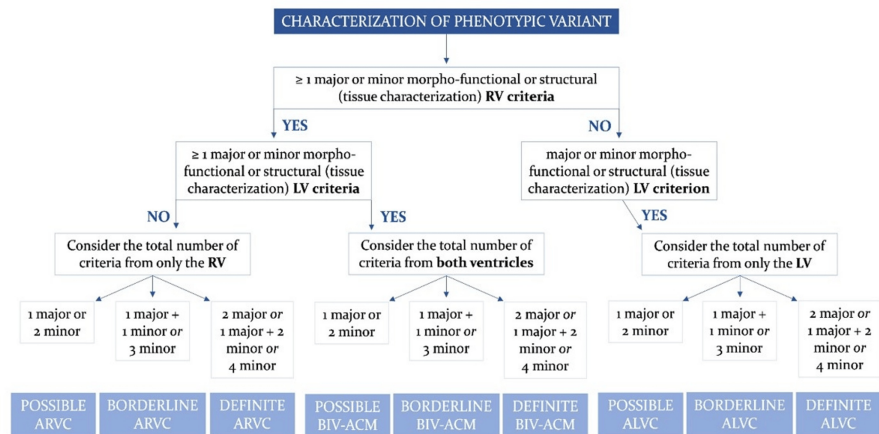 CHARACTERIZATION OF PHENOTYPIC VARIANT
≥ 1 major or minor morpho-functional or structural
(tissue characterization) RV criteria
YES
NO
≥ 1 major or minor morpho-
functional or structural (tissue
characterization) LV criteria
major or minor morpho-
functional or structural (tissue
characterization) LV criterion
NO
YES
YES
Consider the total number of
criteria from only the RV
Consider the total number of
criteria from both ventricles
Consider the total number of
criteria from only the LV
1 major or
2 minor
1 major +
1 minor or
3 minor
2 major or
1 major + 2
minor or
4 minor
1 major or
2 minor
1 major +
1 minor or
3 minor
2 major or
1 major + 2
minor or
4 minor
1 major or
2 minor
1 major +
1 minor or
3 minor
2 major or
1 major + 2
minor or
4 minor
POSSIBLE
ARVC
BORDERLINE
ARVC
DEFINITE
ARVC
POSSIBLE
BIV-ACM
BORDERLINE
BIV-ACM
DEFINITE
BIV-ACM
POSSIBLE
ALVC
BORDERLINE
ALVC
DEFINITE
ALVC